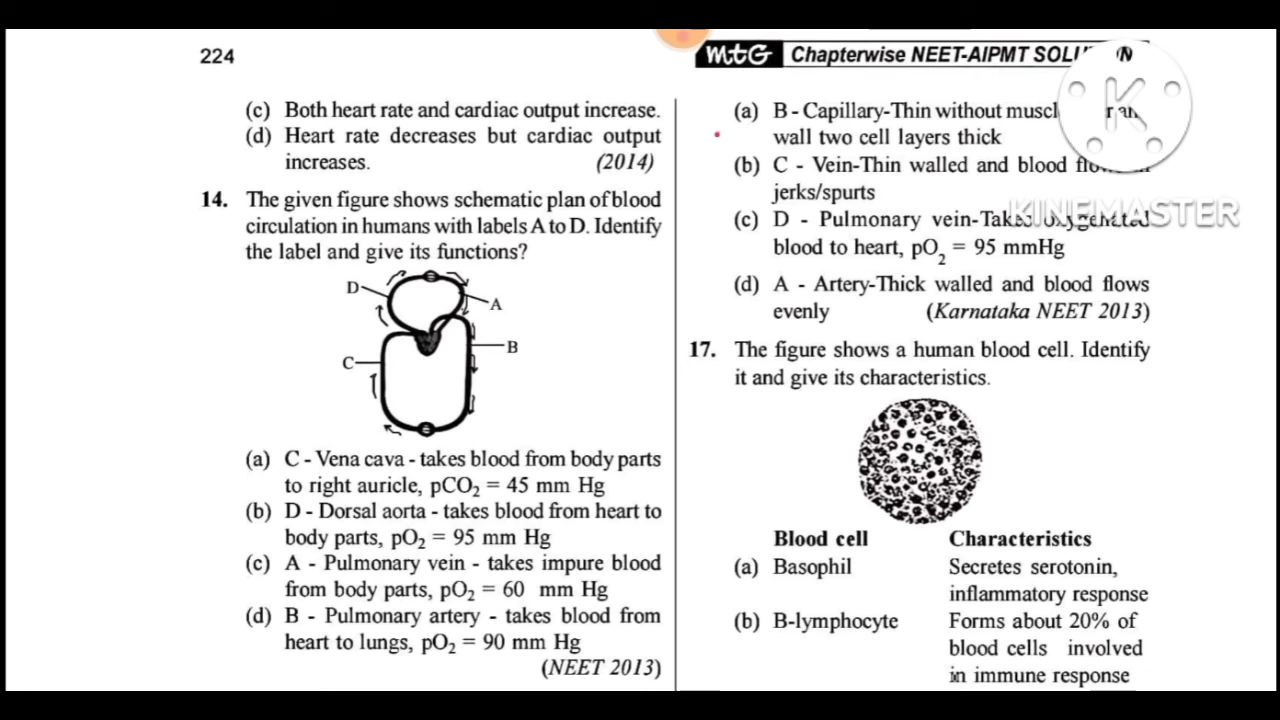 224
mtG Chapterwise NEET-AIPMT
(c) Both heart rate and cardiac output increase.
(d) Heart rate decreases but cardiac output
increases. (2014)
14. The given figure shows schematic plan of blood
circulation in humans with labels A to D. Identify
the label and give its functions?
D
A
B
C
(a) C - Vena cava - takes blood from body parts
to right auricle, pCO₂ = 45 mm Hg
(b) D - Dorsal aorta - takes blood from heart to
body parts, pO₂ = 95 mm Hg
(c) A - Pulmonary vein - takes impure blood
from body parts, pO₂ = 60 mm Hg
(d) B - Pulmonary artery - takes blood from
heart to lungs, pO₂ = 90 mm Hg
(NEET 2013)
(a) B - Capillary-Thin without
wall two cell layers thick
(b) C - Vein-Thin walled and blood
jerks/spurts
(c) D - Pulmonary vein-Takes oxygenated
blood to heart, pO₂ = 95 mmHg
(d) A - Artery-Thick walled and blood flows
evenly (Karnataka NEET 2013)
17. The figure shows a human blood cell. Identify
it and give its characteristics.
Blood cell Characteristics
(a) Basophil Secretes serotonin,
inflammatory response
(b) B-lymphocyte Forms about 20% of
blood cells involved
in immune response
K
KINEMASTER